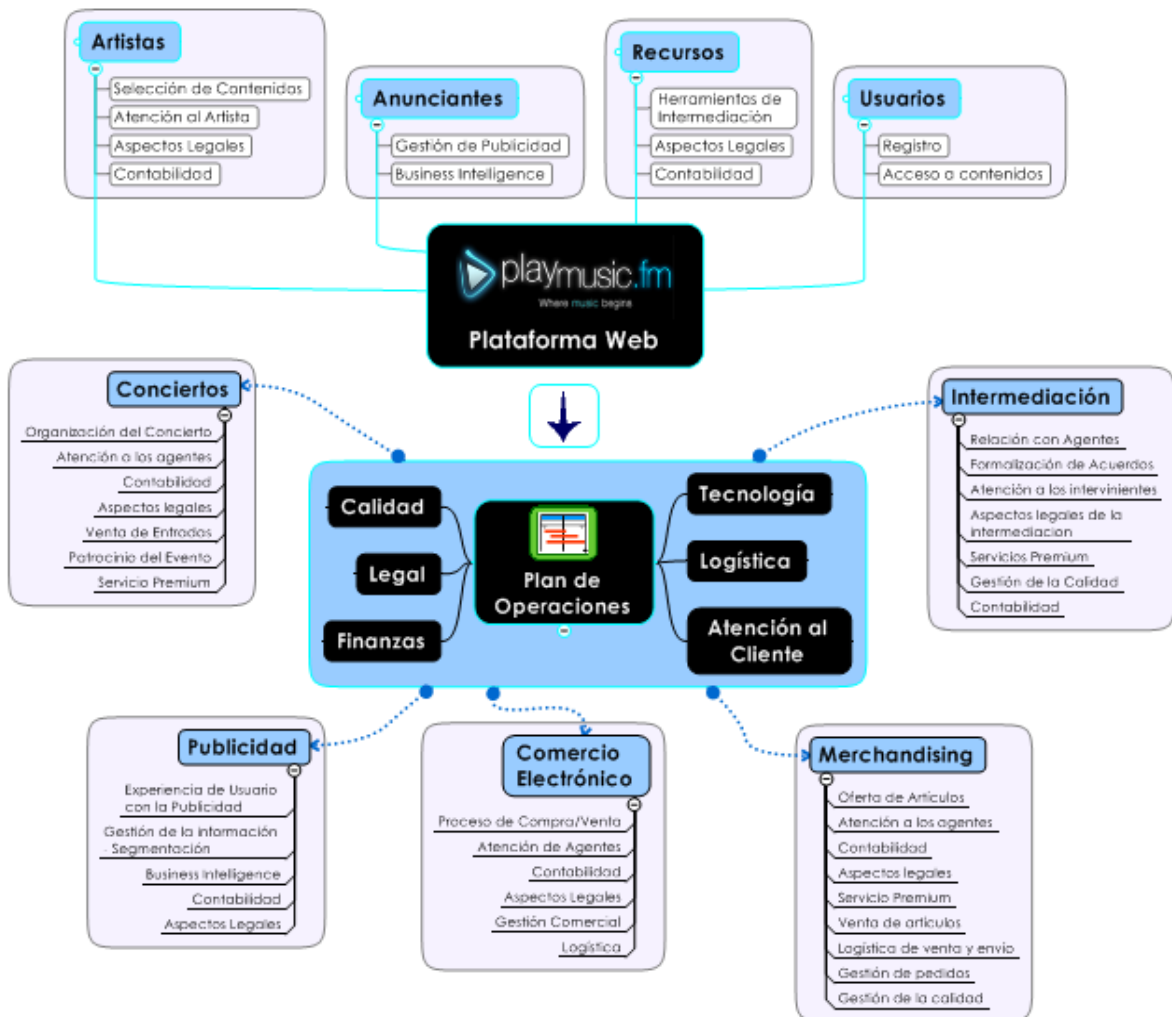 Artistas
Selección de Contenidos
Atención al Artista
Aspectos Legales
Contabilidad
Anunciantes
Gestión de Publicidad
Business Intelligence
Recursos
Herramientas de
Intermediación
Aspectos Legales
Contabilidad
Usuarios
Registro
Acceso a contenidos
playmusic.fm
Where music begins
Plataforma Web
Conciertos
Organización del Concierto
Atención a los agentes
Contabilidad
Aspectos legales
Venta de Entradas
Patrocinio del Evento
Servicio Premium
Intermediación
Relación con Agentes
Formalización de Acuerdos
Atención a los intervinientes
Aspectos legales de la
intermediacion
Servicios Premium
Gestión de la Calidad
Contabilidad
Calidad
Legal
Finanzas
Plan de
Operaciones
Tecnología
Logística
Atención al
Cliente
Publicidad
Experiencia de Usuario
con la Publicidad
Gestión de la información
- Segmentación
Business Intelligence
Contabilidad
Aspectos Legales
Comercio
Electrónico
Proceso de Compra/Venta
Atención de Agentes
Contabilidad
Aspectos Legales
Gestión Comercial
Logística
Merchandising
Oferta de Artículos
Atención a los agentes
Contabilidad
Aspectos legales
Servicio Premium
Venta de artículos
Logística de venta y envío
Gestión de pedidos
Gestión de la calidad